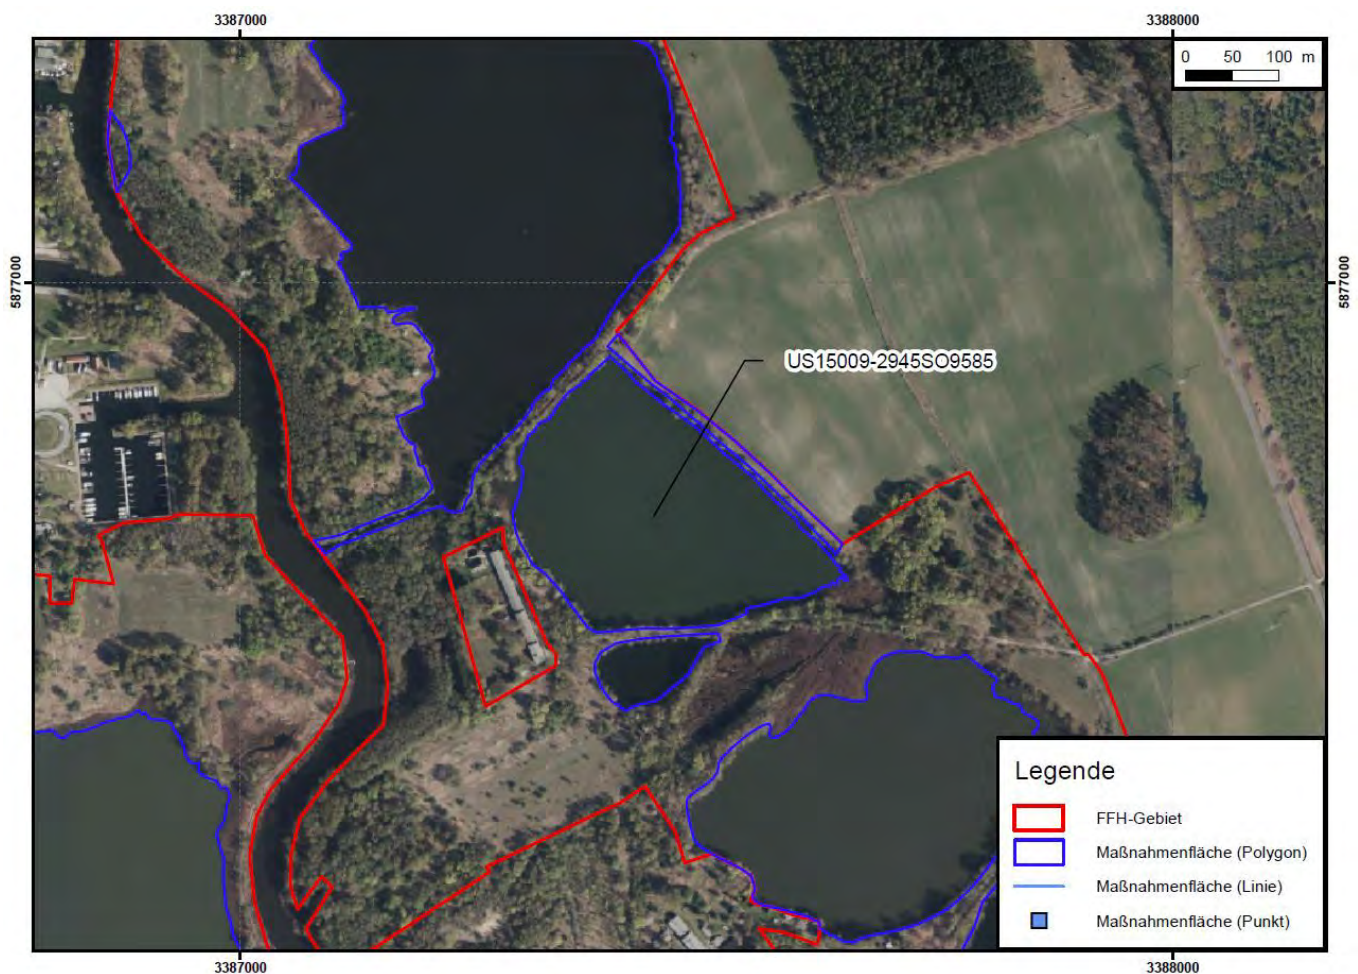 3387000 3388000
0 50 100 m
5877000 5877000
US15009-2945SO9585
Legende
FFH-Gebiet
Maßnahmenfläche (Polygon)
Maßnahmenfläche (Linie)
Maßnahmenfläche (Punkt)
3387000 3388000